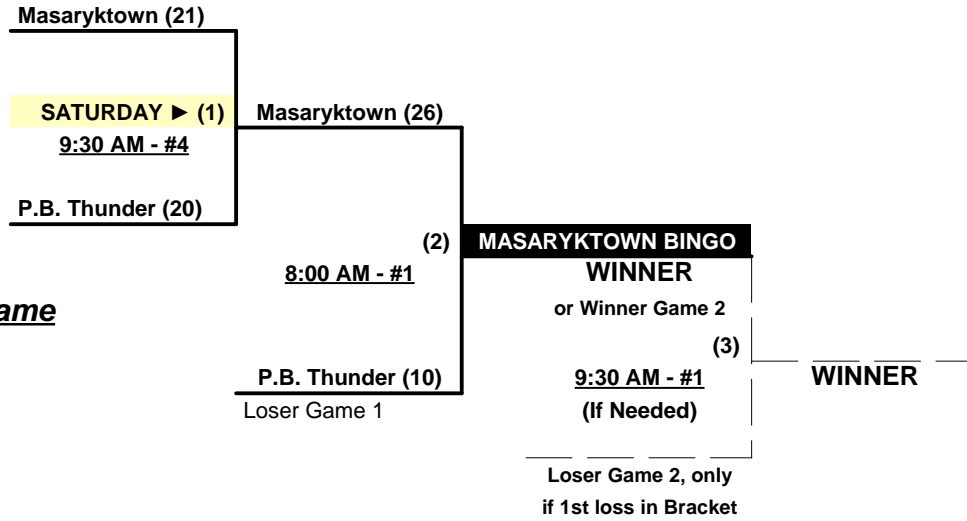 Masaryktown (21)
SATURDAY ► (1)
Masaryktown (26)
9:30 AM - #4
P.B. Thunder (20)
(2)
MASARYKTOWN BINGO
8:00 AM - #1
WINNER
or Winner Game 2
ame
(3)
P.B. Thunder (10)
9:30 AM - #1
WINNER
Loser Game 1
(If Needed)
Loser Game 2, only
if 1st loss in Bracket